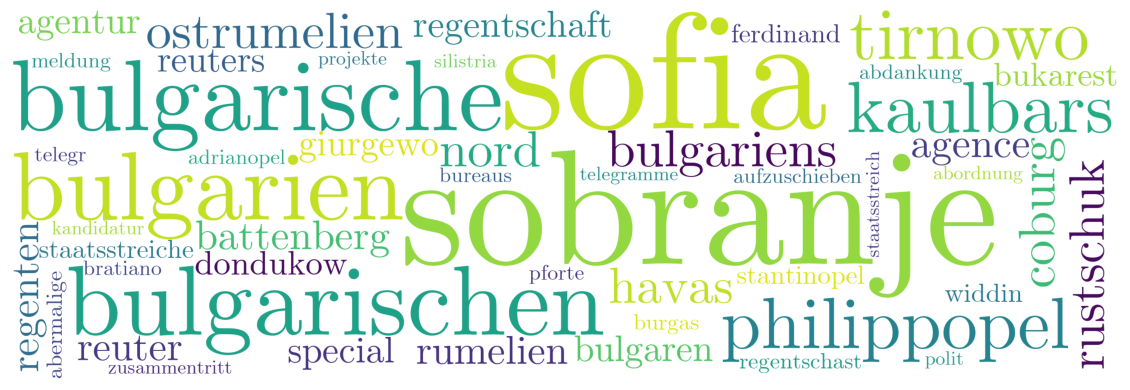 agentur
ostrumelien
regentschaft
ferdinand
tirnowo
meldung
reuters
projekte
silistria
sofia
abdankung
bukarest
bulgarische
kaulbars
telegr
adrianopel
giurgewo
nord
bulgariens
agence
bulgarien
bureaus
telegramme
aufzuschieben
staatsstreich
abordnung
coburg
rustschuk
sobranje
kandidatur
battenberg
regenten
staatsstreiche
bratiano
dondukow
pforte
havas
stantinopel
widdin
abermalige
bulgarischen
burgas
philippopel
reuter
special
rumelien
bulgaren
regentschast
polit
zusammentritt